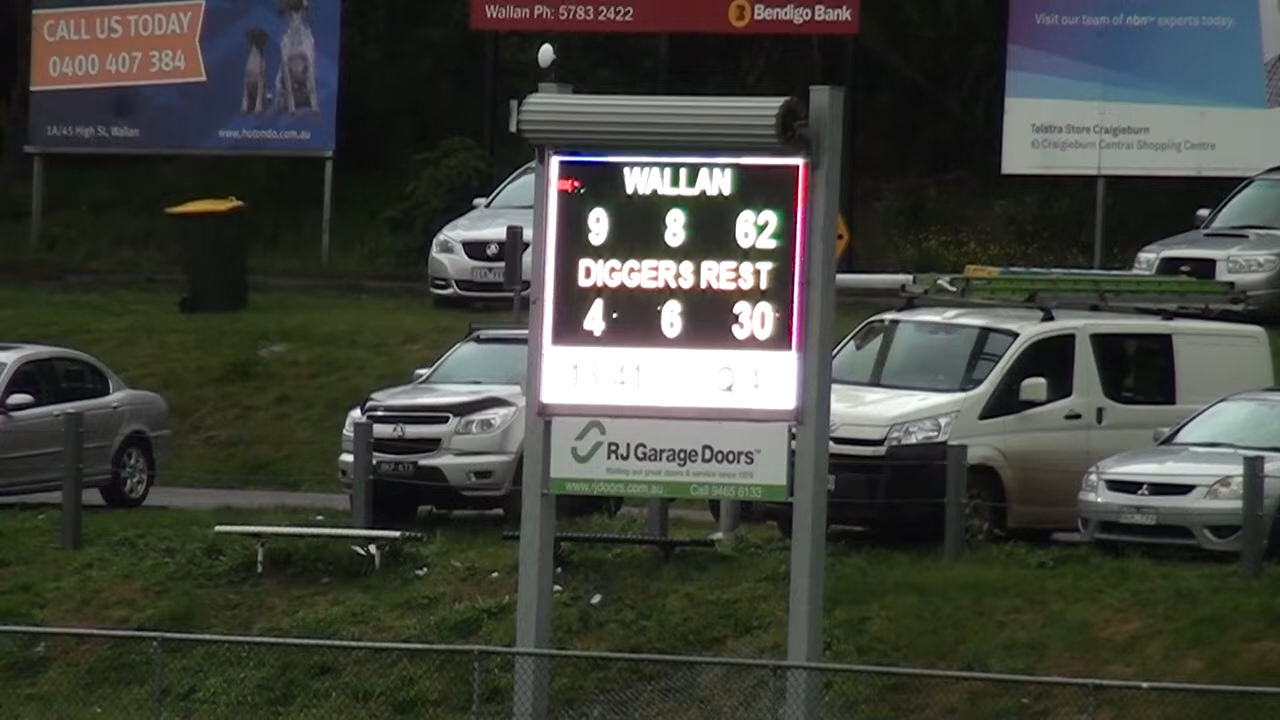 CALL US TODAY
0400 407 384
1A/45 High St, Wallan
www.hotondo.com.au
Wallan Ph: 5783 2422
Bendigo Bank
Visit our team of nbn™ experts today.
Telstra Store Craigieburn
Craigieburn Central Shopping Centre
WALLAN
9 8 62
DIGGERS REST
4 6 30
RJ Garage Doors™
www.rjdoors.com.au Call 9465 6133